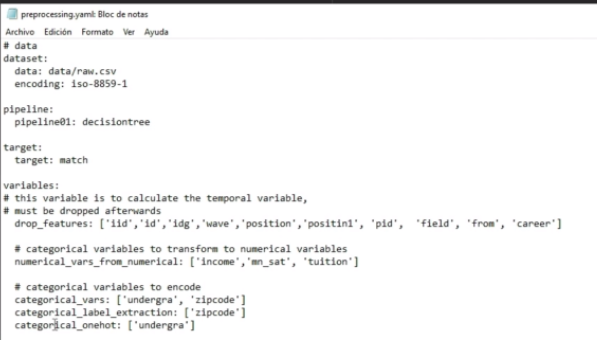 preprocessing.yaml: Bloc de notas
Archivo Edición Formato Ver Ayuda
# data
dataset:
  data: data/raw.csv
  encoding: iso-8859-1

pipeline:
  pipeline01: decisiontree

target:
  target: match

variables:
# this variable is to calculate the temporal variable,
# must be dropped afterwards
  drop_features: ['iid','id','idg','wave','position','positin1', 'pid',  'field', 'from', 'career']

  # categorical variables to transform to numerical variables
  numerical_vars_from_numerical: ['income','mn_sat', 'tuition']

  # categorical variables to encode
  categorical_vars: ['undergra', 'zipcode']
  categorical_label_extraction: ['zipcode']
  categorical_onehot: ['undergra']